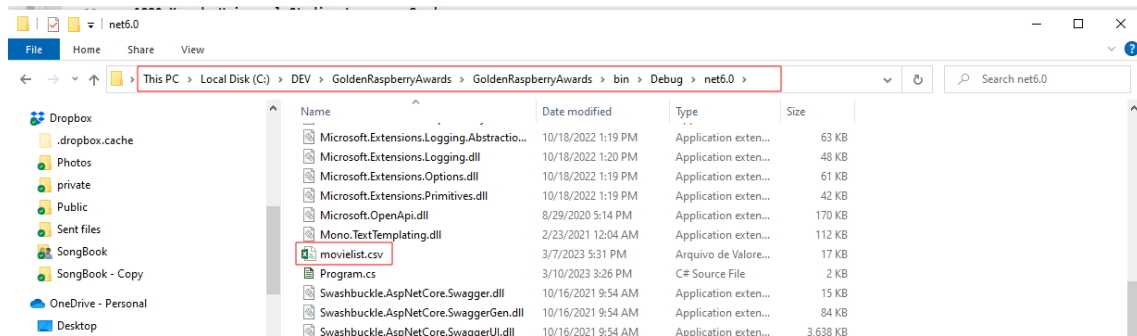 net6.0
File Home Share View
This PC > Local Disk (C:) > DEV > GoldenRaspberryAwards > GoldenRaspberryAwards > bin > Debug > net6.0 >
Search net6.0
Name Date modified Type Size
Dropbox
.dropbox.cache
Photos
private
Public
Sent files
SongBook
SongBook - Copy
OneDrive - Personal
Desktop
Microsoft.Extensions.Logging.Abstractio... 10/18/2022 1:19 PM Application exten... 63 KB
Microsoft.Extensions.Logging.dll 10/18/2022 1:20 PM Application exten... 48 KB
Microsoft.Extensions.Options.dll 10/18/2022 1:19 PM Application exten... 61 KB
Microsoft.Extensions.Primitives.dll 10/18/2022 1:19 PM Application exten... 42 KB
Microsoft.OpenApi.dll 8/29/2020 5:14 PM Application exten... 170 KB
Mono.TextTemplating.dll 2/23/2021 12:04 AM Application exten... 112 KB
movielist.csv 3/7/2023 5:31 PM Arquivo de Valore... 17 KB
Program.cs 3/10/2023 3:26 PM C# Source File 2 KB
Swashbuckle.AspNetCore.Swagger.dll 10/16/2021 9:54 AM Application exten... 15 KB
Swashbuckle.AspNetCore.SwaggerGen.dll 10/16/2021 9:54 AM Application exten... 84 KB
Swashbuckle.AspNetCore.SwaggerUI.dll 10/16/2021 9:54 AM Application exten... 3.638 KB